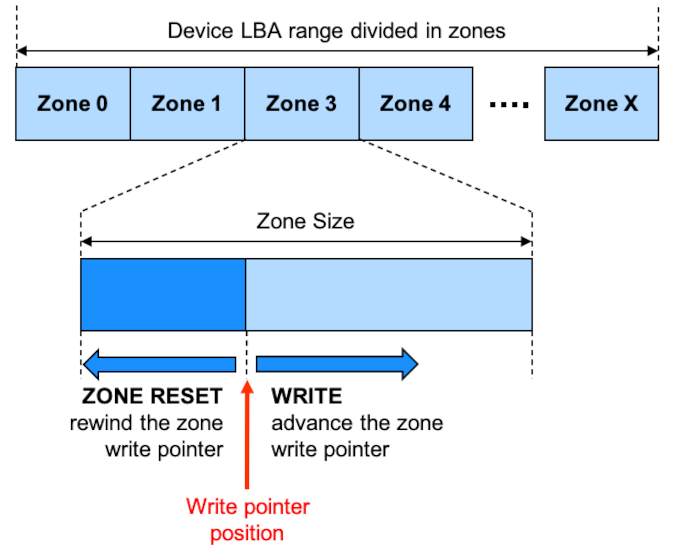 Device LBA range divided in zones
Zone 0 Zone 1 Zone 3 Zone 4 .... Zone X
Zone Size
ZONE RESET
rewind the zone
write pointer
WRITE
advance the zone
write pointer
Write pointer
position